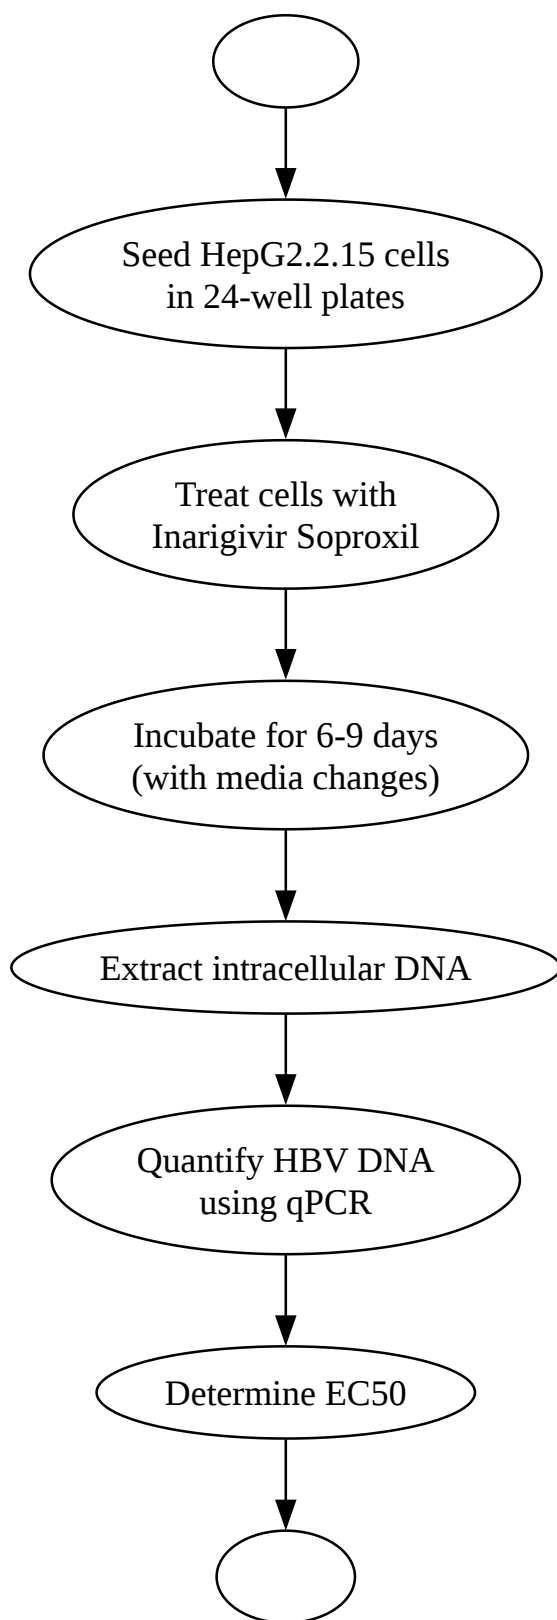 Seed HepG2.2.15 cells
in 24-well plates
Treat cells with
Inarigivir Soproxil
Incubate for 6-9 days
(with media changes)
Extract intracellular DNA
Quantify HBV DNA
using qPCR
Determine EC50